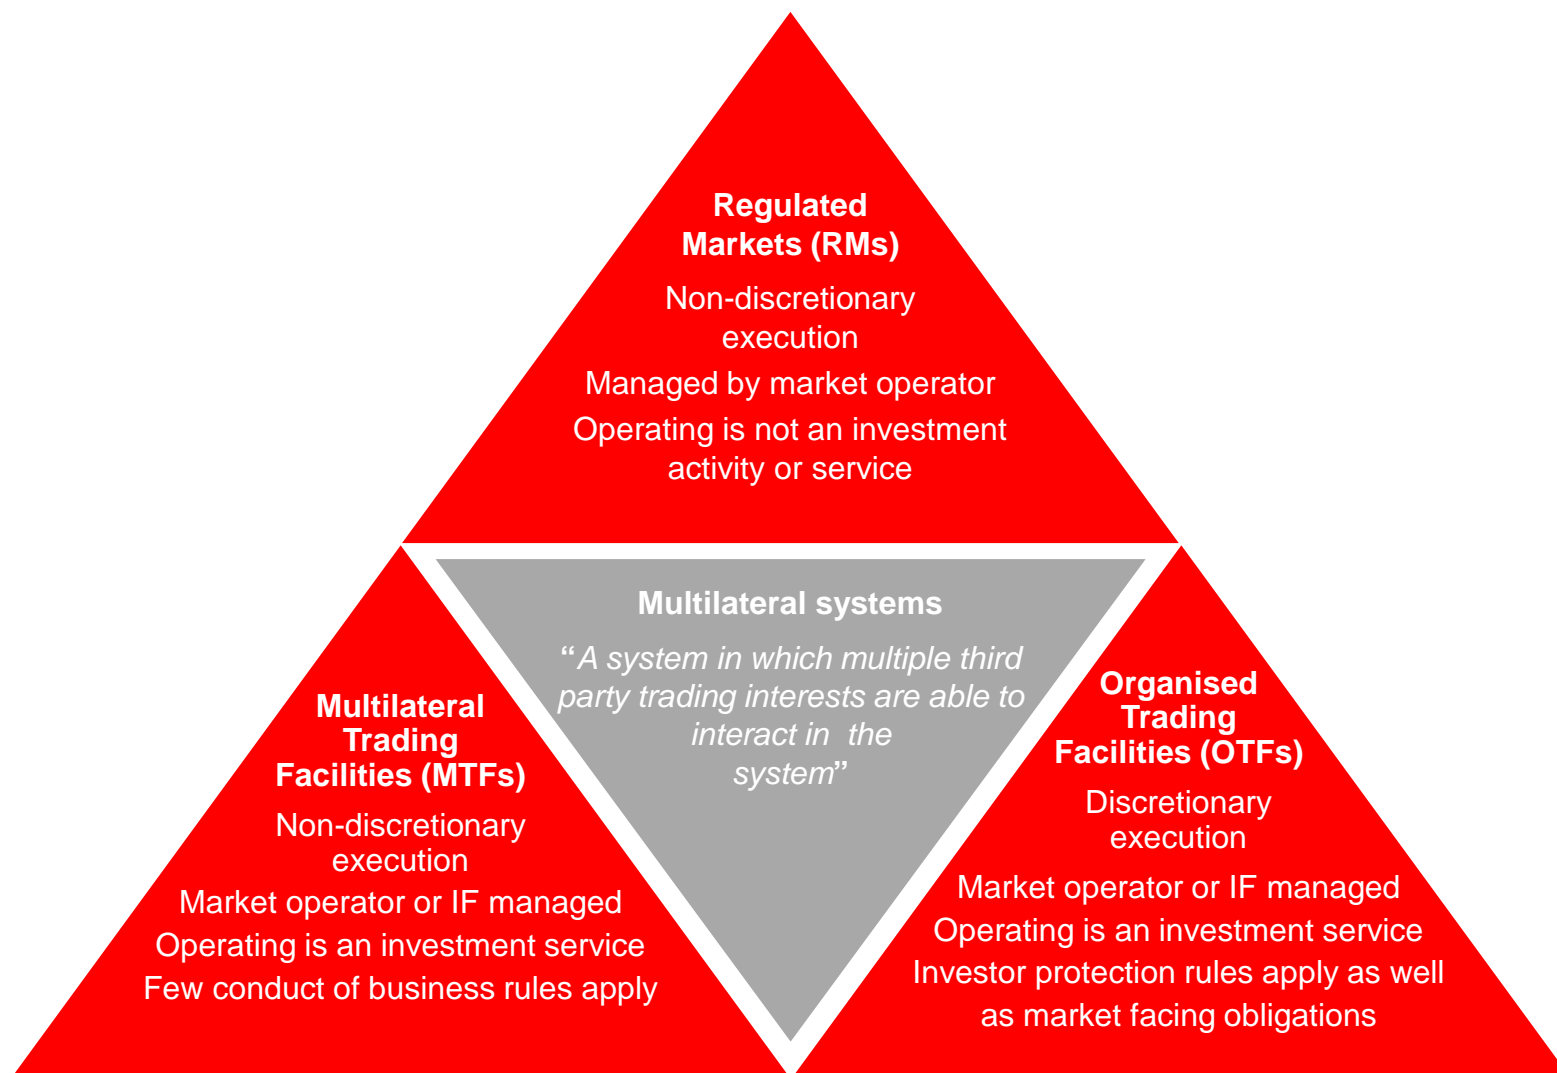 Regulated
Markets (RMs)
Non-discretionary
execution
Managed by market operator
Operating is not an investment
activity or service
Multilateral systems
“A system in which multiple third
party trading interests are able to
interact in the
system”
Multilateral
Trading
Facilities (MTFs)
Non-discretionary
execution
Market operator or IF managed
Operating is an investment service
Few conduct of business rules apply
Organised
Trading
Facilities (OTFs)
Discretionary
execution
Market operator or IF managed
Operating is an investment service
Investor protection rules apply as well
as market facing obligations